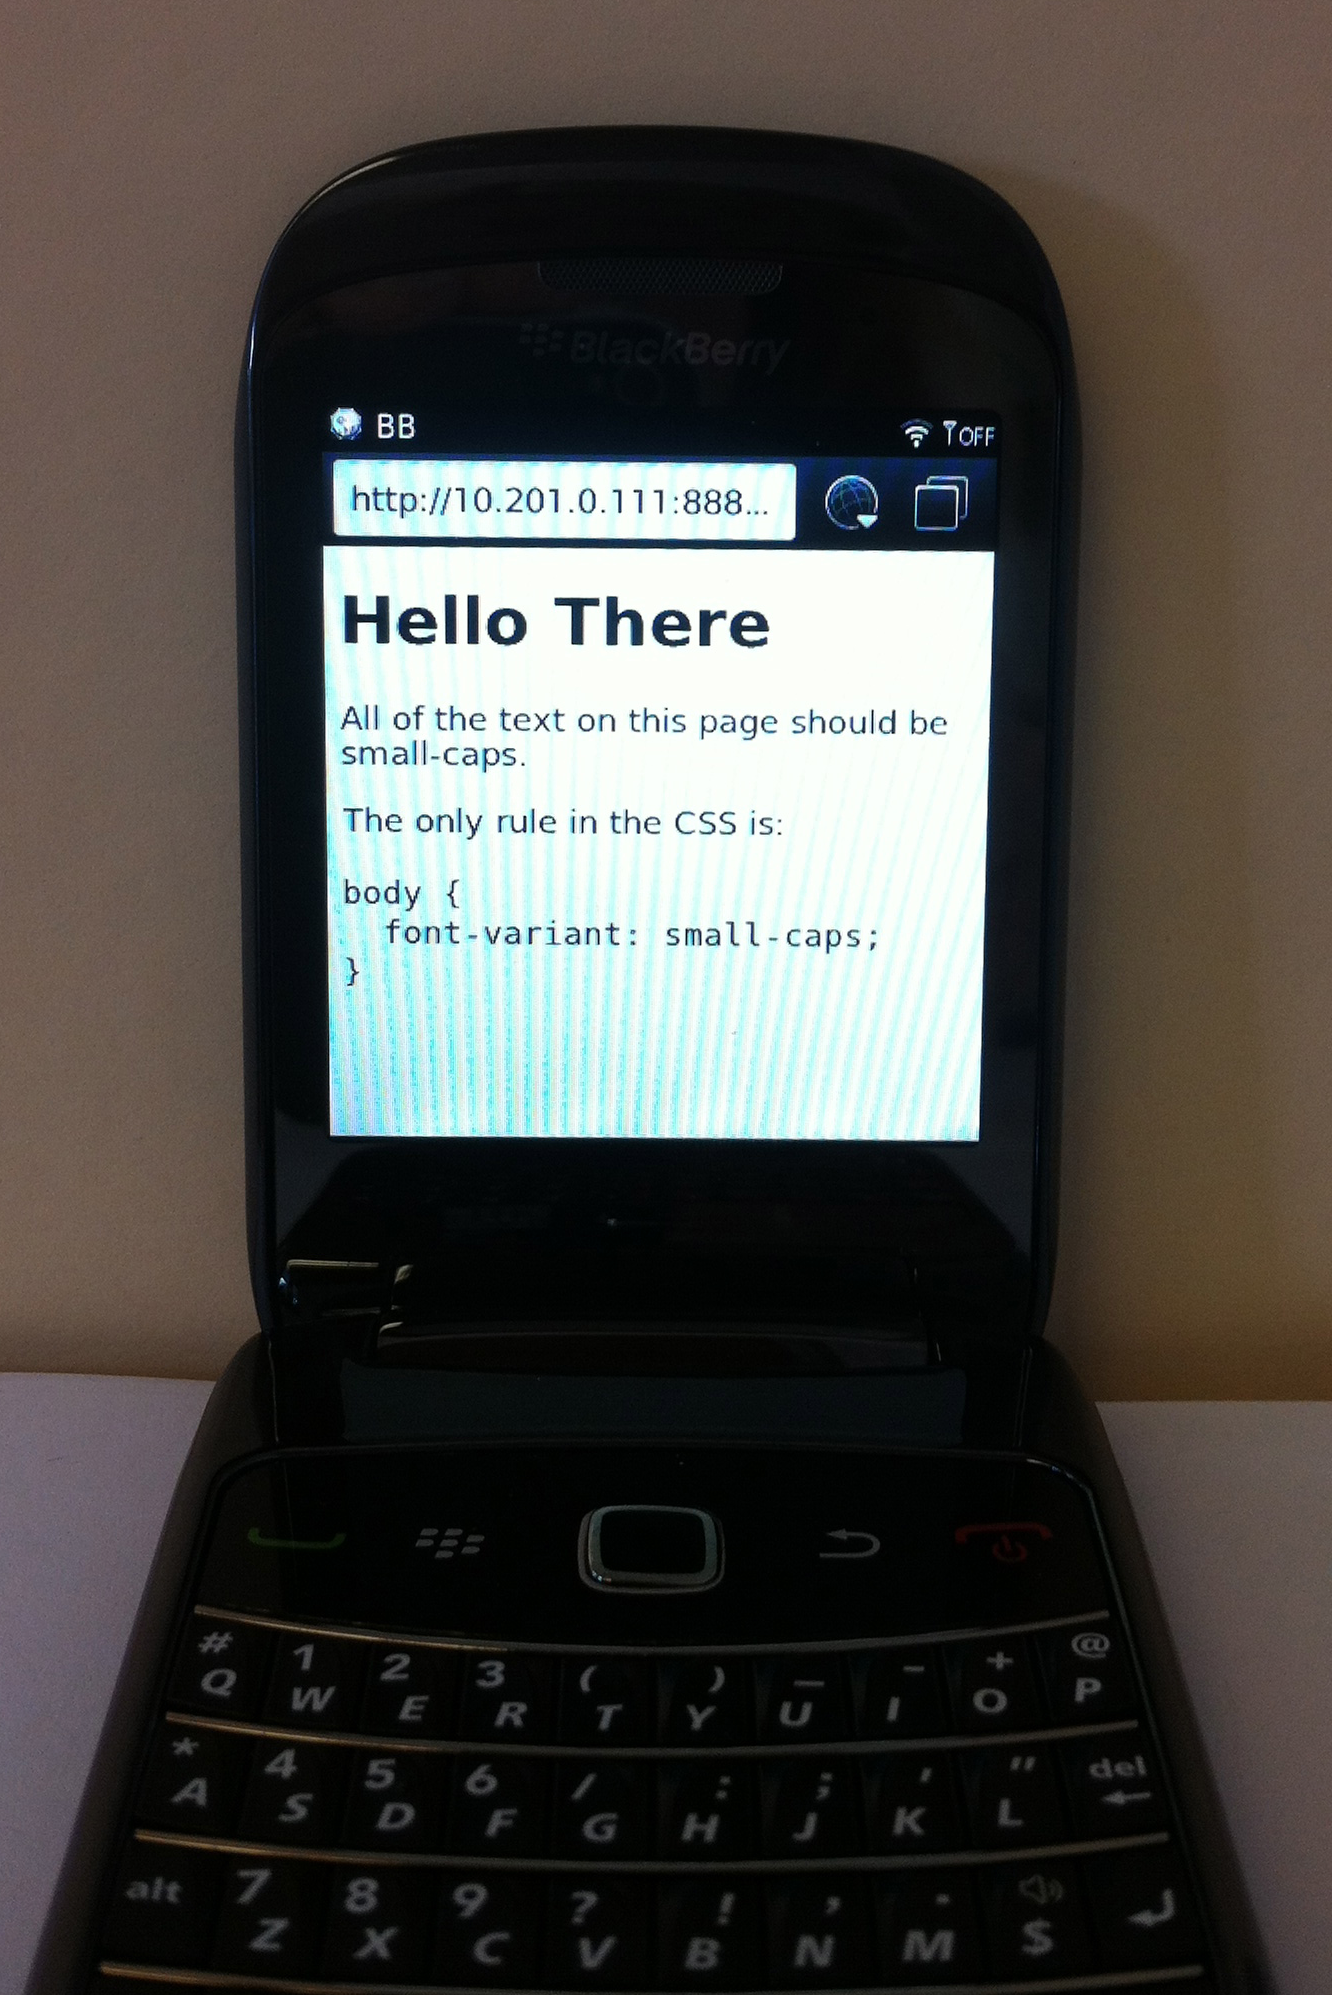 BlackBerry
BB
OFF
http://10.201.0.111:888...
Hello There
All of the text on this page should be
small-caps.
The only rule in the CSS is:
body {
  font-variant: small-caps;
}
# 1 2 3 ( ) _ - + @
Q W E R T Y U I O P
* 4 5 6 / : ; ' " del
A S D F G H J K L
alt 7 8 9 ? ! , .
Z X C V B N M $